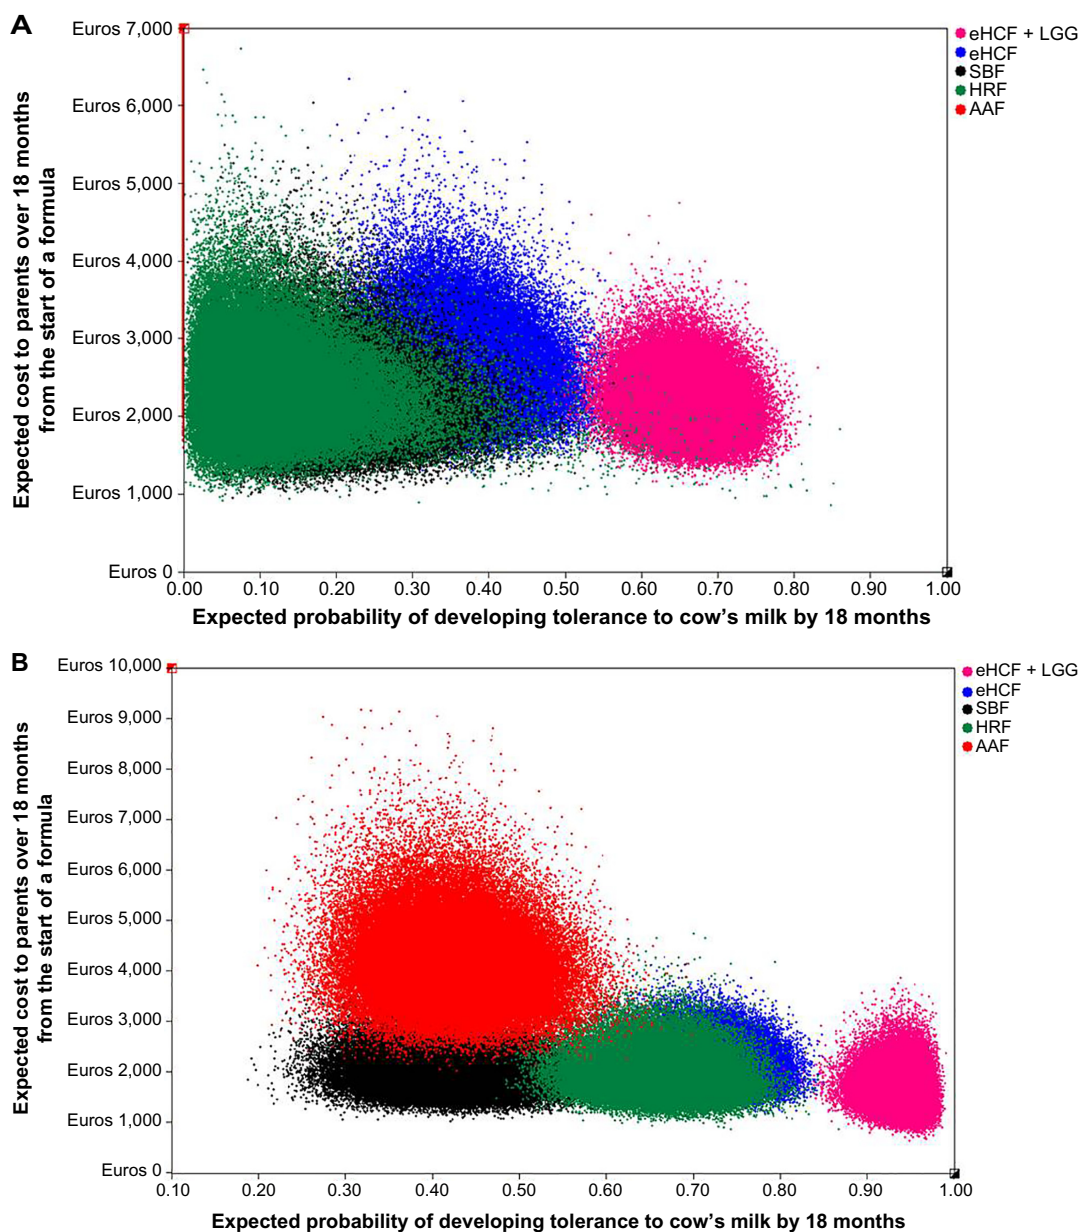 A
Euros 7,000
Euros 6,000
Euros 5,000
Euros 4,000
Euros 3,000
Euros 2,000
Euros 1,000
Euros 0
Expected cost to parents over 18 months
from the start of a formula
0.00 0.10 0.20 0.30 0.40 0.50 0.60 0.70 0.80 0.90 1.00
Expected probability of developing tolerance to cow's milk by 18 months
eHCF + LGG
eHCF
SBF
HRF
AAF
B
Euros 10,000
Euros 9,000
Euros 8,000
Euros 7,000
Euros 6,000
Euros 5,000
Euros 4,000
Euros 3,000
Euros 2,000
Euros 1,000
Euros 0
Expected cost to parents over 18 months
from the start of a formula
0.10 0.20 0.30 0.40 0.50 0.60 0.70 0.80 0.90 1.00
Expected probability of developing tolerance to cow's milk by 18 months
eHCF + LGG
eHCF
SBF
HRF
AAF